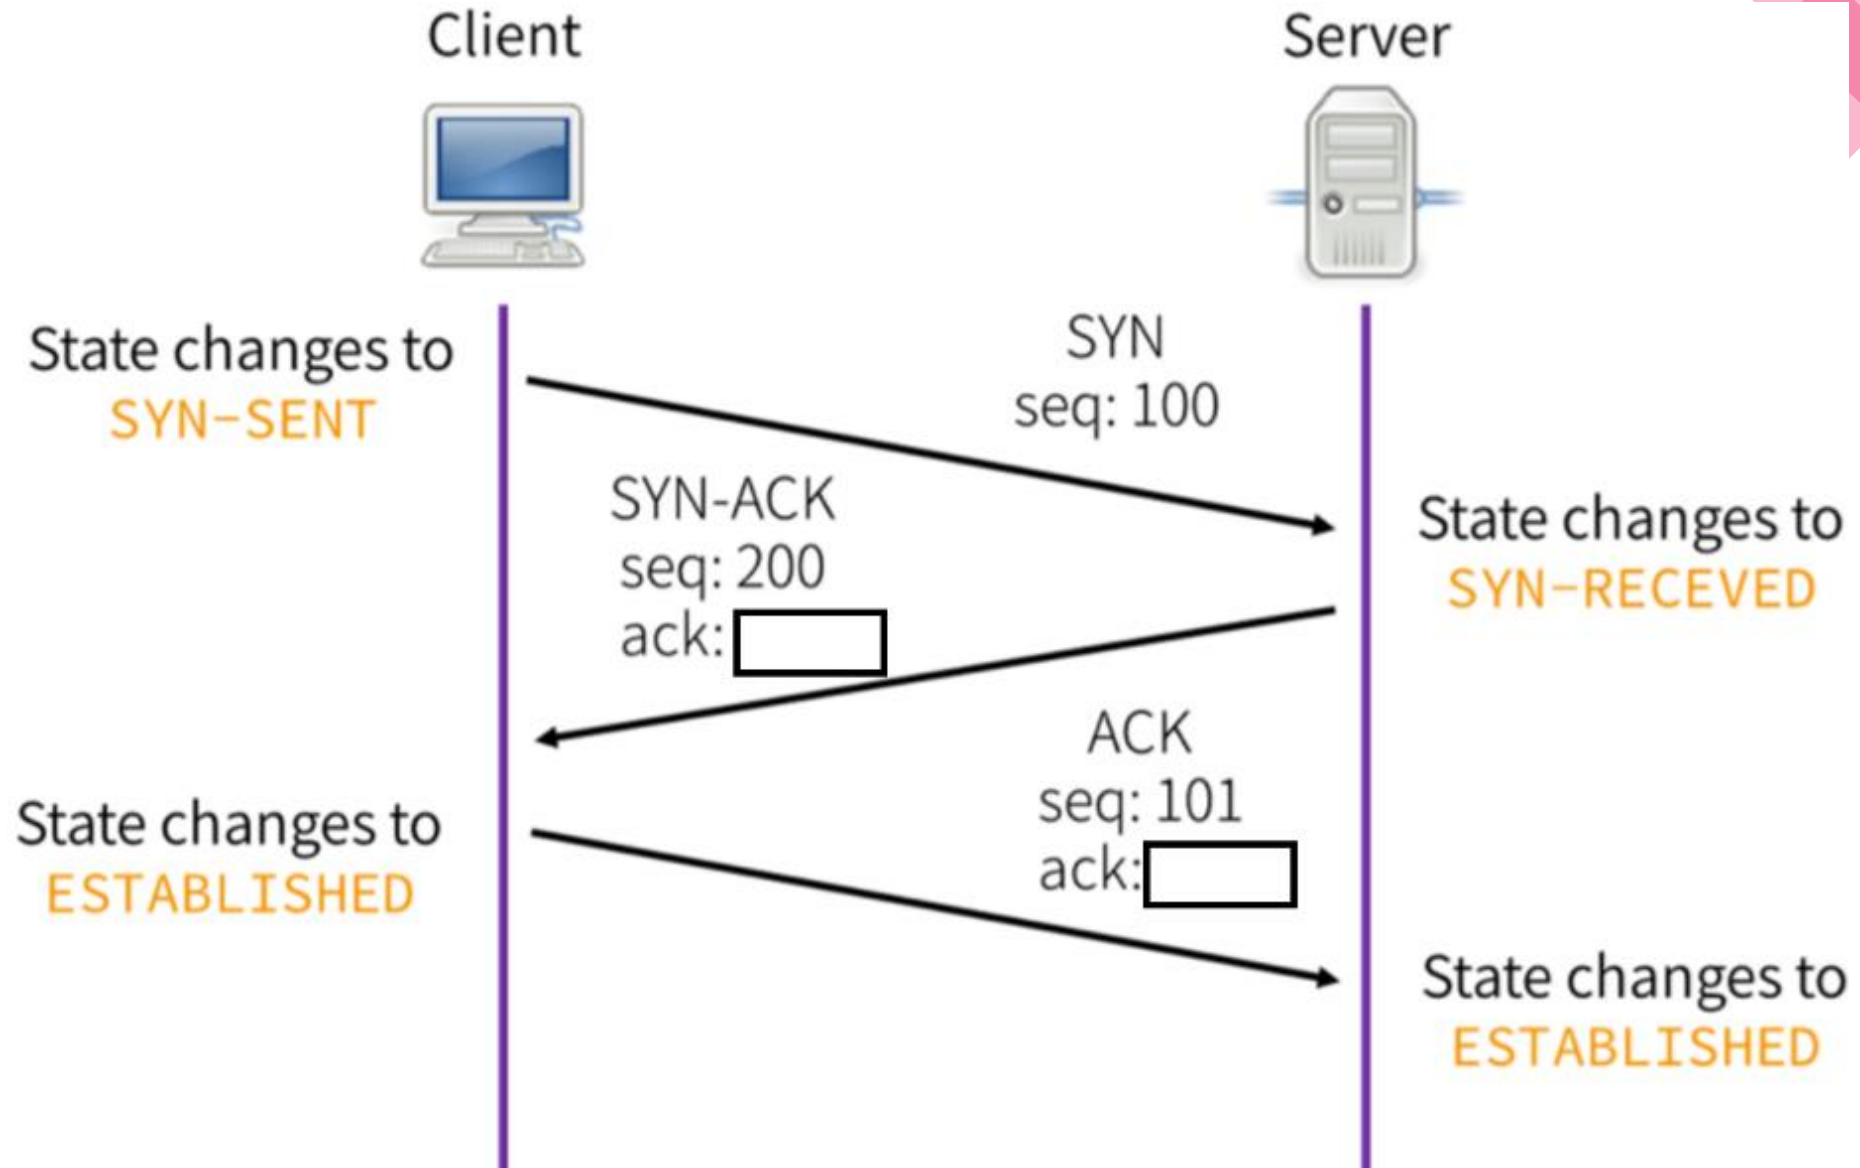 Client
Server
State changes to
SYN-SENT
SYN
seq: 100
SYN-ACK
seq: 200
ack:
State changes to
SYN-RECEVED
ACK
seq: 101
ack:
State changes to
ESTABLISHED
State changes to
ESTABLISHED